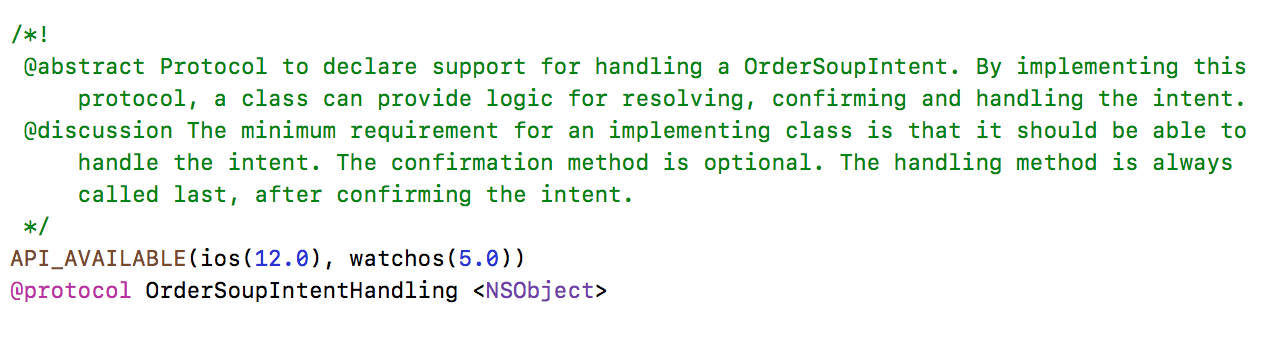 /*!
@abstract Protocol to declare support for handling a OrderSoupIntent. By implementing this
protocol, a class can provide logic for resolving, confirming and handling the intent.
@discussion The minimum requirement for an implementing class is that it should be able to
handle the intent. The confirmation method is optional. The handling method is always
called last, after confirming the intent.
*/
API_AVAILABLE(ios(12.0), watchos(5.0))
@protocol OrderSoupIntentHandling <NSObject>